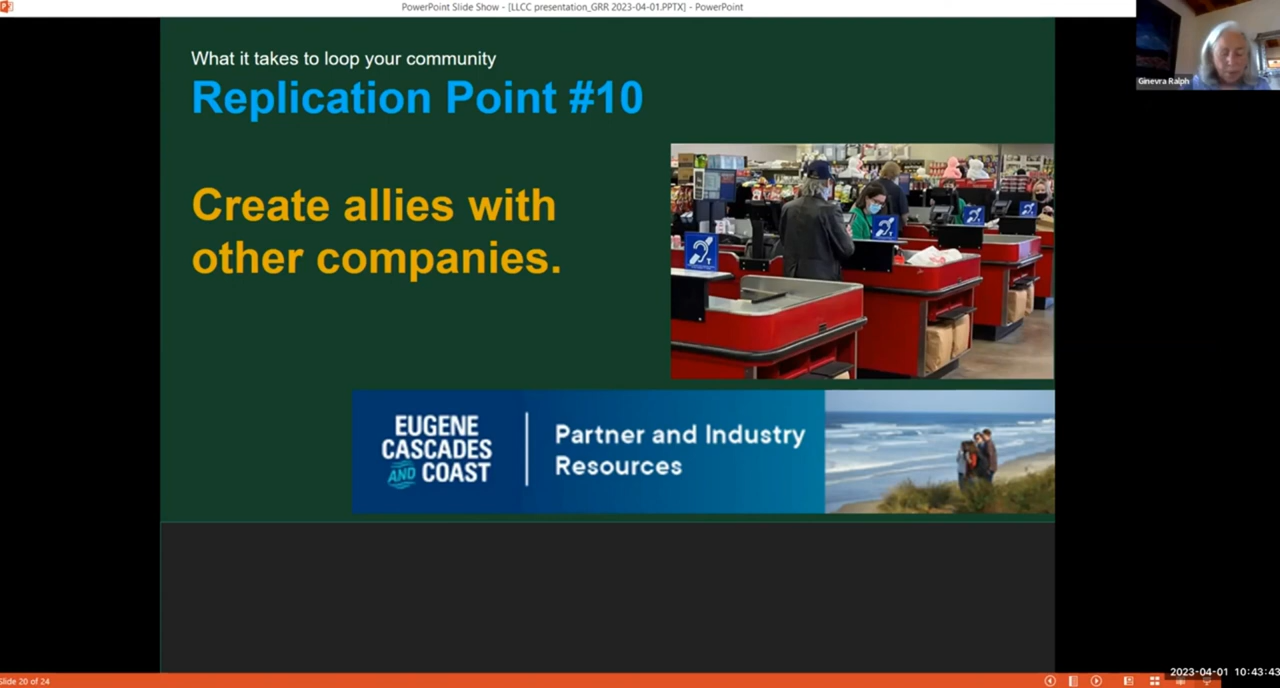 PowerPoint Slide Show - [LLCC presentation_GRR 2023-04-01.PPTX] - PowerPoint
Ginevra Ralph
What it takes to loop your community
Replication Point #10
Create allies with
other companies.
T
EUGENE
CASCADES
AND COAST
Partner and Industry
Resources
Slide 20 of 24
2023-04-01 10:43:43